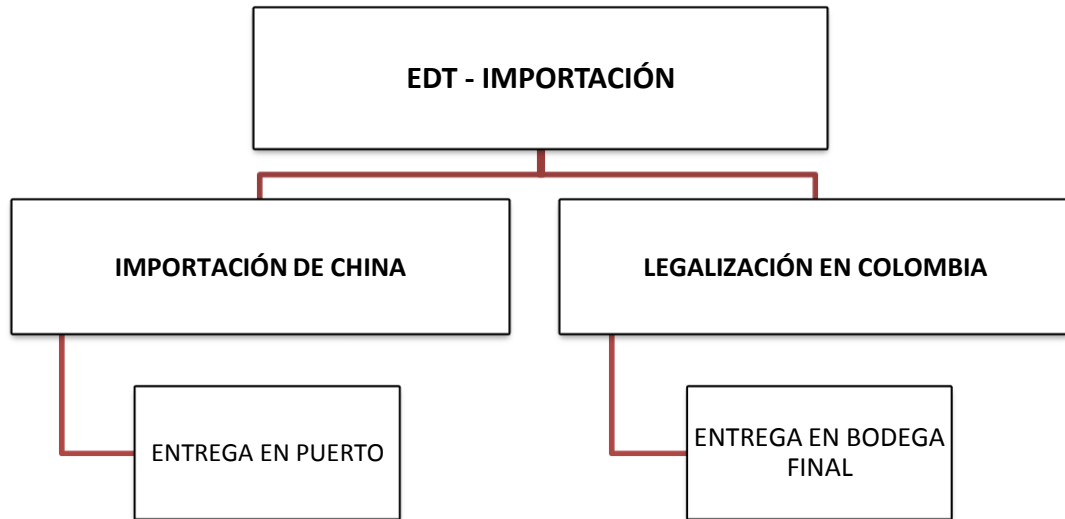 EDT - IMPORTACIÓN
IMPORTACIÓN DE CHINA
LEGALIZACIÓN EN COLOMBIA
ENTREGA EN PUERTO
ENTREGA EN BODEGA
FINAL